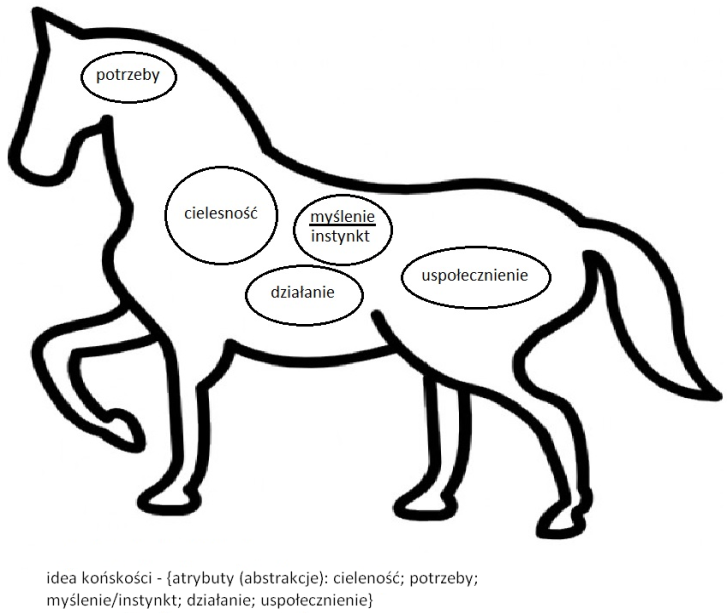 potrzeby
cielesność
myślenie
instynkt
działanie
uspołecznienie
idea końskości - {atrybuty (abstrakcje): cieleność; potrzeby;
myślenie/instynkt; działanie; uspołecznienie}